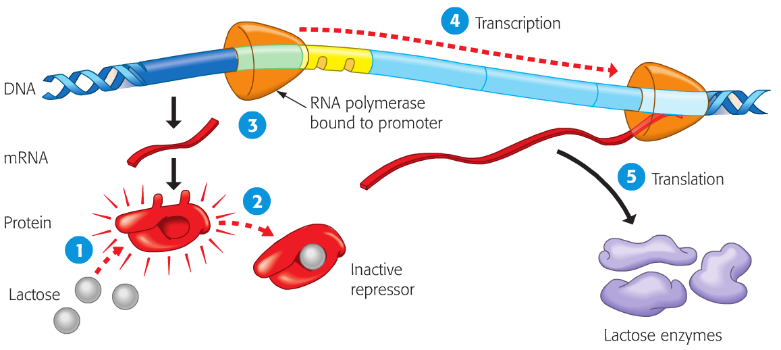 4 Transcription
DNA
RNA polymerase
bound to promoter
3
mRNA
5 Translation
Protein
2
1
Inactive
repressor
Lactose
Lactose enzymes